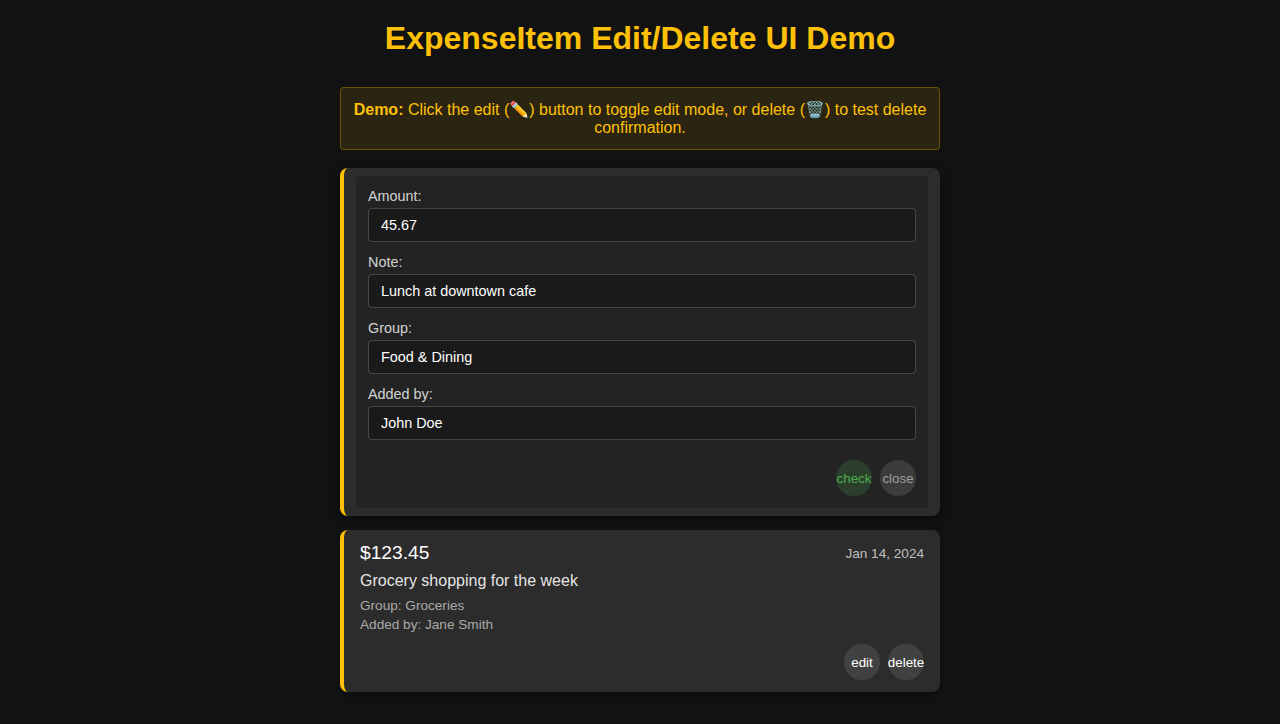 ExpenseItem Edit/Delete UI Demo
Demo: Click the edit (✏️) button to toggle edit mode, or delete (🗑️) to test delete
confirmation.
Amount:
45.67
Note:
Lunch at downtown cafe
Group:
Food & Dining
Added by:
John Doe
check close
$123.45 Jan 14, 2024
Grocery shopping for the week
Group: Groceries
Added by: Jane Smith
edit delete